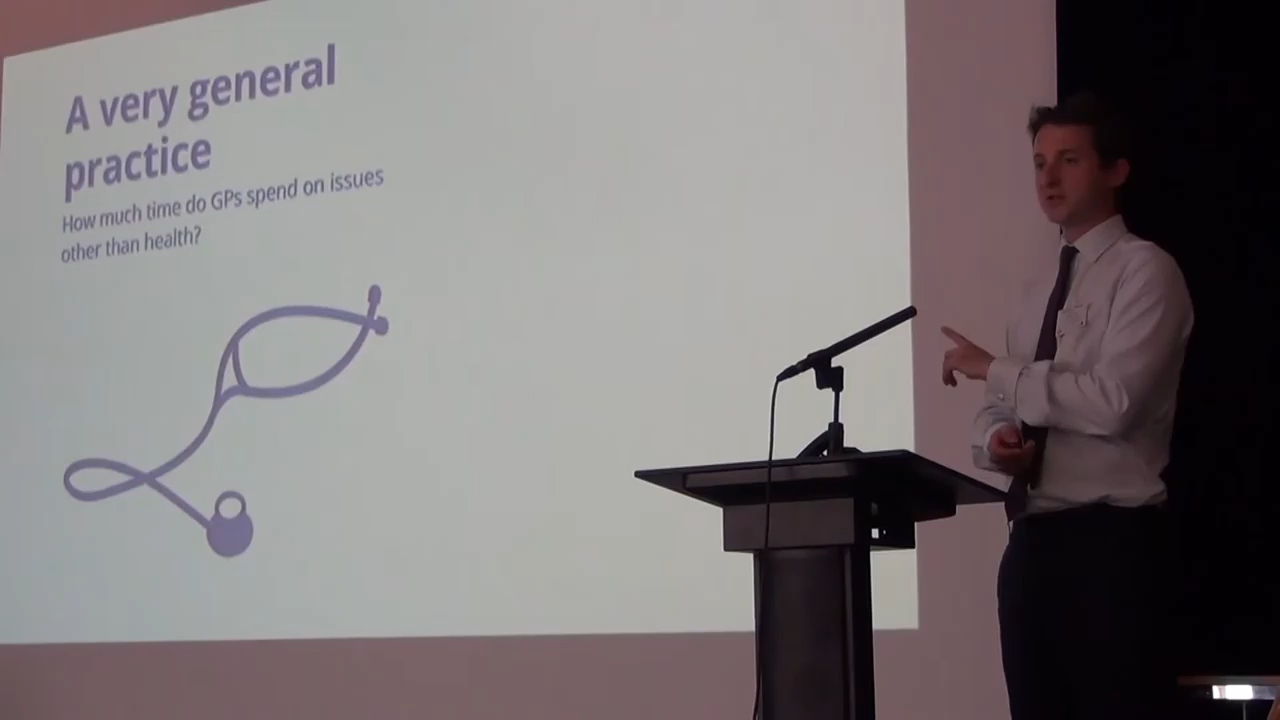 A very general
practice
How much time do GPs spend on issues
other than health?